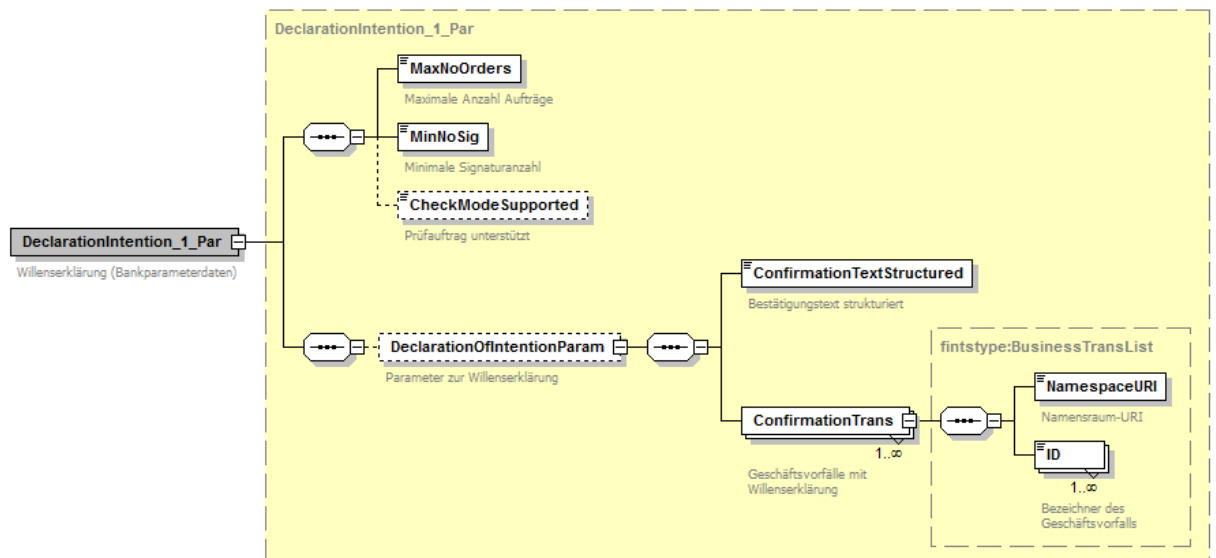 DeclarationIntention_1_Par
MaxNoOrders
Maximale Anzahl Aufträge
MinNoSig
Minimale Signaturanzahl
CheckModeSupported
Prüfauftrag unterstützt
DeclarationIntention_1_Par
Willenserklärung (Bankparameterdaten)
DeclarationOfIntentionParam
Parameter zur Willenserklärung
ConfirmationTextStructured
Bestätigungstext strukturiert
ConfirmationTrans
1..∞
Geschäftsvorfälle mit
Willenserklärung
fintstype:BusinessTransList
NamespaceURI
Namensraum-URI
ID
1..∞
Bezeichner des
Geschäftsvorfalls